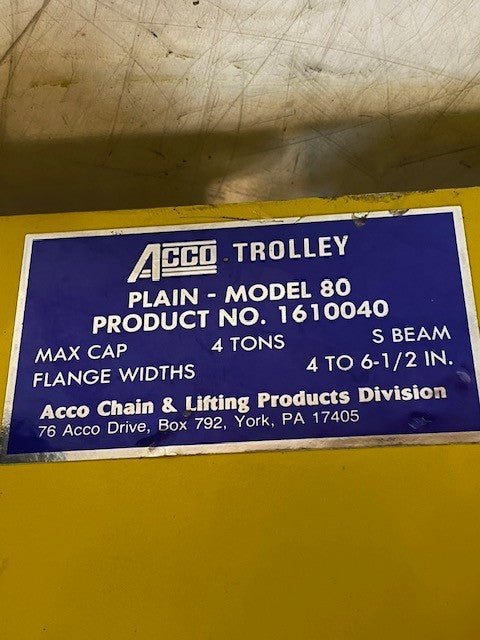 ACCO TROLLEY
PLAIN - MODEL 80
PRODUCT NO. 1610040
MAX CAP 4 TONS S BEAM
FLANGE WIDTHS 4 TO 6-1/2 IN.
Acco Chain & Lifting Products Division
76 Acco Drive, Box 792, York, PA 17405